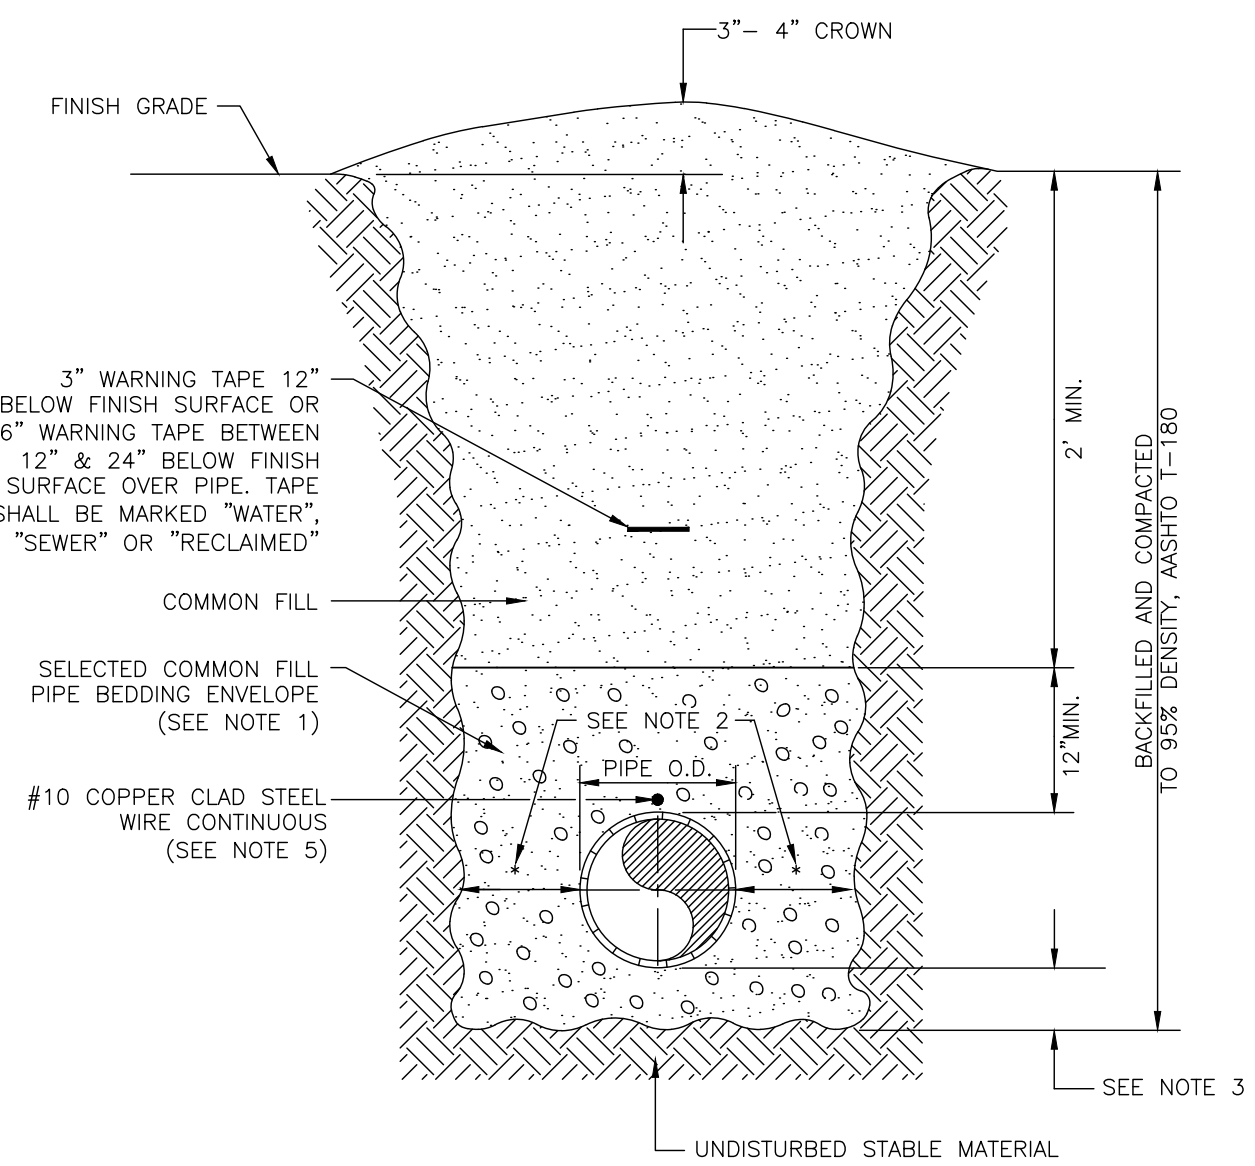 3”– 4” CROWN
FINISH GRADE
3” WARNING TAPE 12”
BELOW FINISH SURFACE OR
6” WARNING TAPE BETWEEN
12” & 24” BELOW FINISH
SURFACE OVER PIPE. TAPE
SHALL BE MARKED ”WATER”,
”SEWER” OR ”RECLAIMED”
COMMON FILL
SELECTED COMMON FILL
PIPE BEDDING ENVELOPE
(SEE NOTE 1)
#10 COPPER CLAD STEEL
WIRE CONTINUOUS
(SEE NOTE 5)
SEE NOTE 2
PIPE O.D.
*
*
2’ MIN.
12”MIN.
BACKFILLED AND COMPACTED
TO 95% DENSITY, AASHTO T–180
SEE NOTE 3
UNDISTURBED STABLE MATERIAL